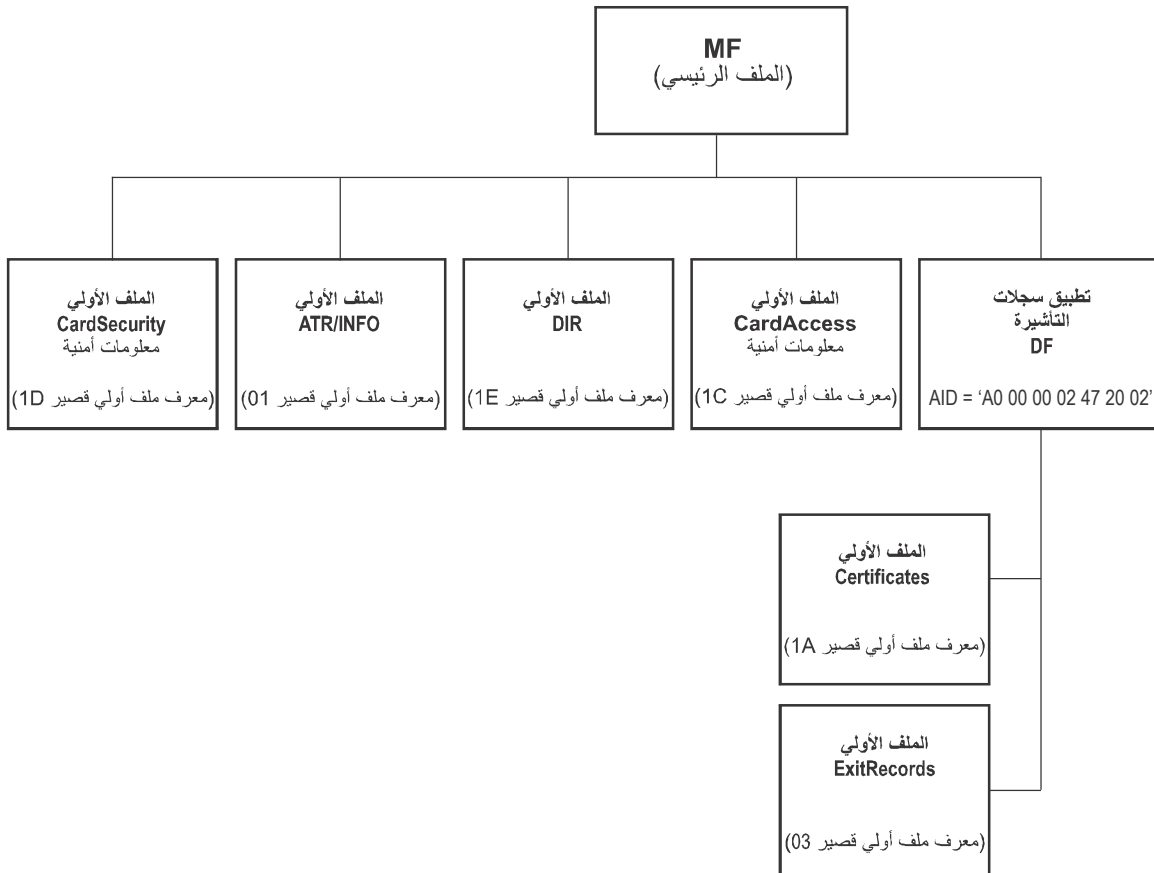 MF
(الملف الرئيسي)
الملف الأولي
CardSecurity
معلومات أمنية
(معرف ملف أولي قصير 1D)
الملف الأولي
ATR/INFO
(معرف ملف أولي قصير 01)
الملف الأولي
DIR
(معرف ملف أولي قصير 1E)
الملف الأولي
CardAccess
معلومات أمنية
(معرف ملف أولي قصير 1C)
تطبيق سجلات
التأشيرة
DF
AID = ‘A0 00 00 02 47 20 02’
الملف الأولي
Certificates
(معرف ملف أولي قصير 1A)
الملف الأولي
ExitRecords
(معرف ملف أولي قصير 03)